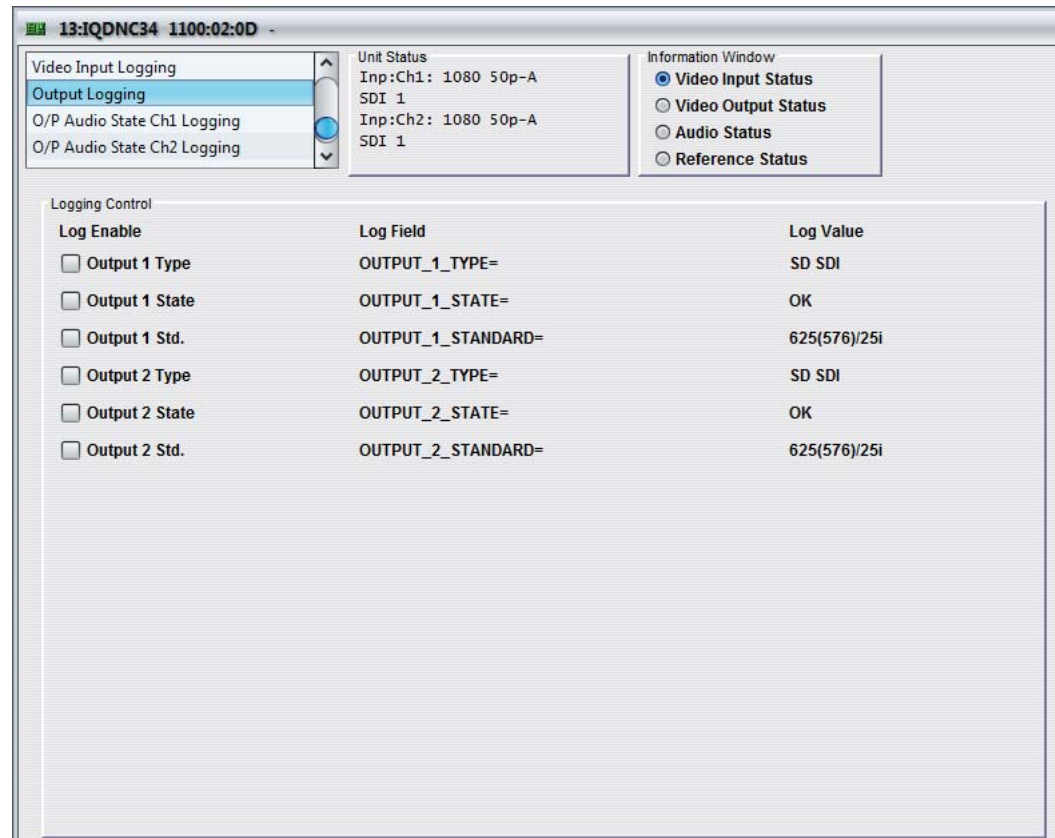 13:IQDNC34 1100:02:0D -
Video Input Logging
Output Logging
O/P Audio State Ch1 Logging
O/P Audio State Ch2 Logging
Unit Status
Inp:Ch1: 1080 50p-A
SDI 1
Inp:Ch2: 1080 50p-A
SDI 1
Information Window
Video Input Status
Video Output Status
Audio Status
Reference Status
Logging Control
Log Enable Log Field Log Value
Output 1 Type OUTPUT_1_TYPE= SD SDI
Output 1 State OUTPUT_1_STATE= OK
Output 1 Std. OUTPUT_1_STANDARD= 625(576)/25i
Output 2 Type OUTPUT_2_TYPE= SD SDI
Output 2 State OUTPUT_2_STATE= OK
Output 2 Std. OUTPUT_2_STANDARD= 625(576)/25i